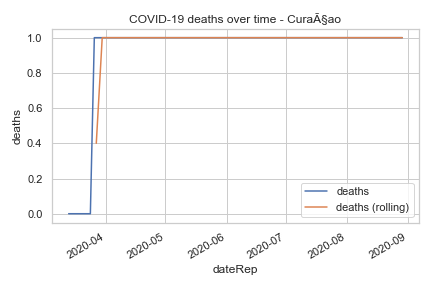 COVID-19 deaths over time - CuraÃ§ao
deaths
1.0
0.8
0.6
0.4
0.2
0.0
deaths
deaths (rolling)
2020-04
2020-05
2020-06
2020-07
2020-08
2020-09
dateRep